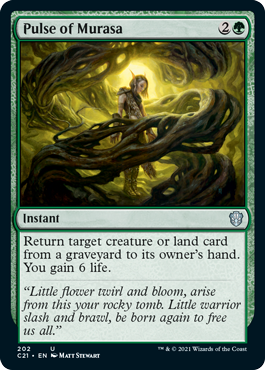 Pulse of Murasa 2
Instant
Return target creature or land card
from a graveyard to its owner's hand.
You gain 6 life.
“Little flower twirl and bloom, arise
from this your rocky tomb. Little warrior
slash and brawl, be born again to free
us all.”
202 U
C21 • EN Matt Stewart ™ & © 2021 Wizards of the Coast